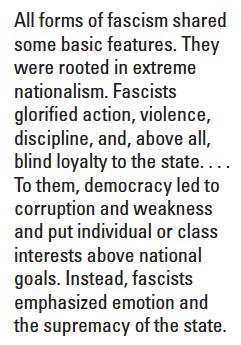 All forms of fascism shared
some basic features. They
were rooted in extreme
nationalism. Fascists
glorified action, violence,
discipline, and, above all,
blind loyalty to the state. . . .
To them, democracy led to
corruption and weakness
and put individual or class
interests above national
goals. Instead, fascists
emphasized emotion and
the supremacy of the state.